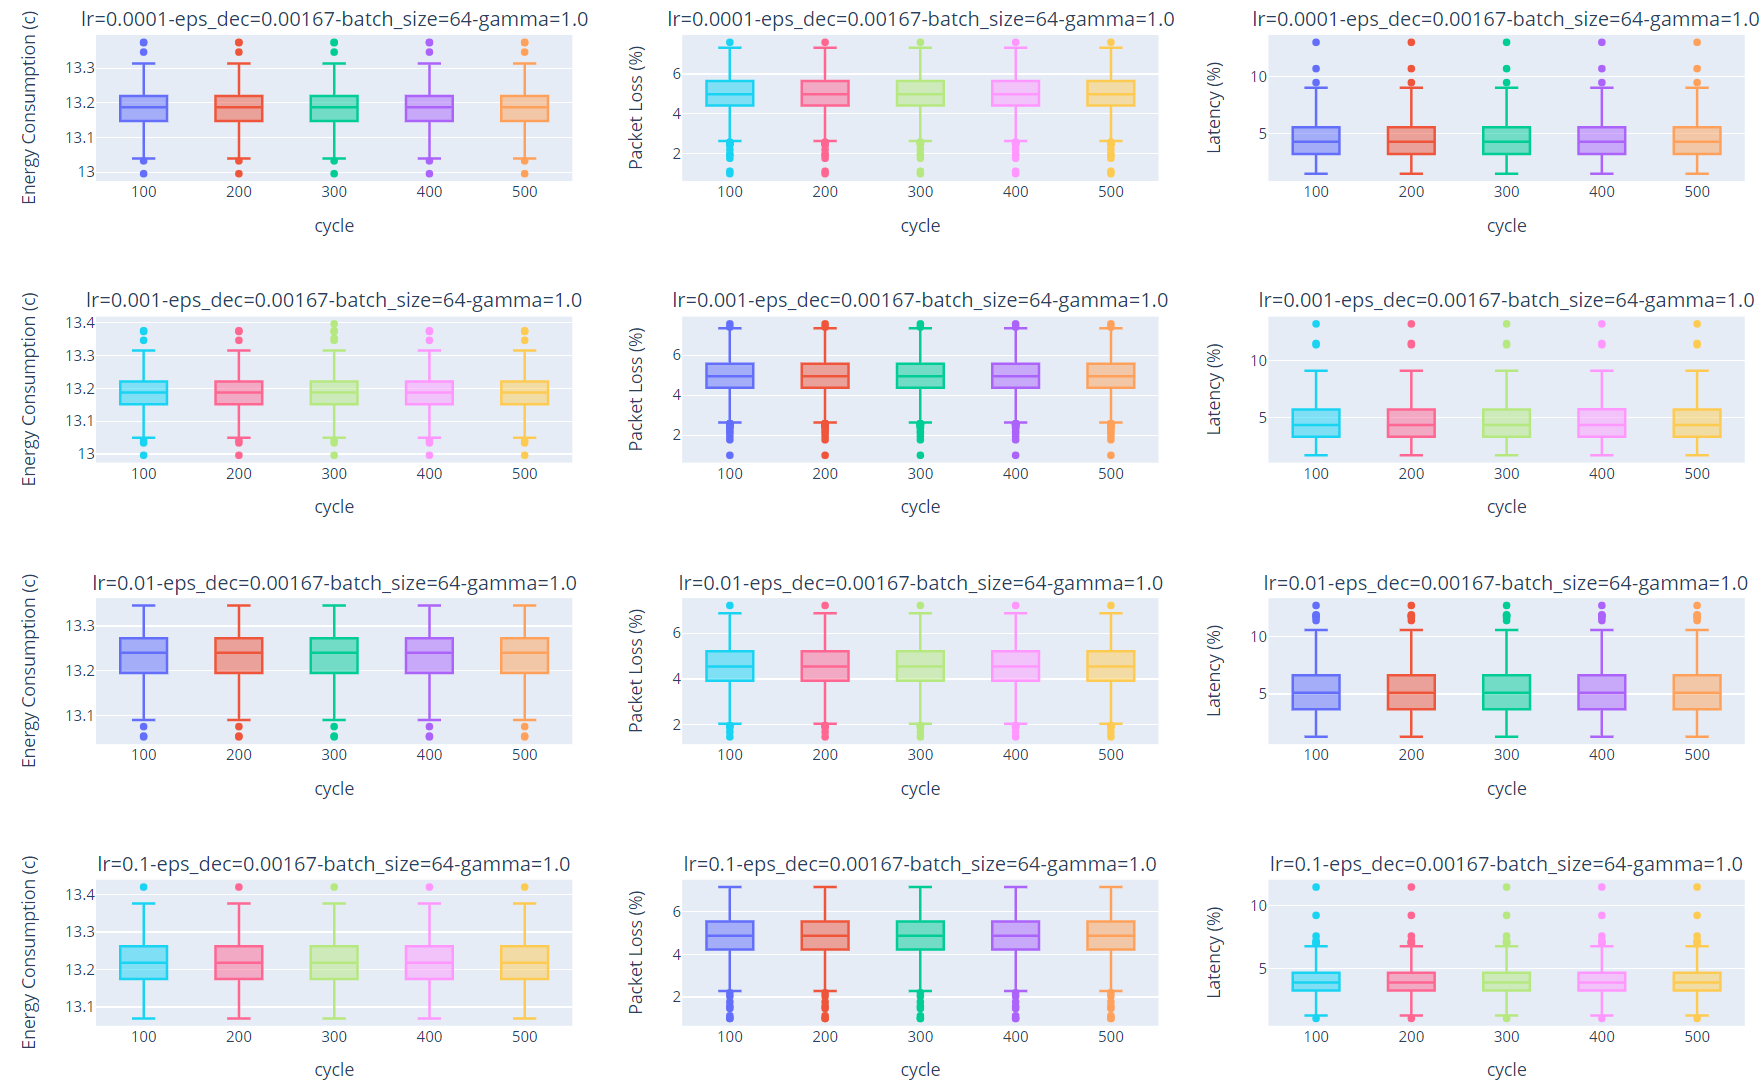 lr=0.0001-eps_dec=0.00167-batch_size=64-gamma=1.0
Energy Consumption (c)
13.3
13.2
13.1
13
100 200 300 400 500
cycle
lr=0.0001-eps_dec=0.00167-batch_size=64-gamma=1.0
Packet Loss (%)
6
4
2
100 200 300 400 500
cycle
lr=0.0001-eps_dec=0.00167-batch_size=64-gamma=1.0
Latency (%)
10
5
100 200 300 400 500
cycle
lr=0.001-eps_dec=0.00167-batch_size=64-gamma=1.0
Energy Consumption (c)
13.4
13.3
13.2
13.1
13
100 200 300 400 500
cycle
lr=0.001-eps_dec=0.00167-batch_size=64-gamma=1.0
Packet Loss (%)
6
4
2
100 200 300 400 500
cycle
lr=0.001-eps_dec=0.00167-batch_size=64-gamma=1.0
Latency (%)
10
5
100 200 300 400 500
cycle
lr=0.01-eps_dec=0.00167-batch_size=64-gamma=1.0
Energy Consumption (c)
13.3
13.2
13.1
100 200 300 400 500
cycle
lr=0.01-eps_dec=0.00167-batch_size=64-gamma=1.0
Packet Loss (%)
6
4
2
100 200 300 400 500
cycle
lr=0.01-eps_dec=0.00167-batch_size=64-gamma=1.0
Latency (%)
10
5
100 200 300 400 500
cycle
lr=0.1-eps_dec=0.00167-batch_size=64-gamma=1.0
Energy Consumption (c)
13.4
13.3
13.2
13.1
100 200 300 400 500
cycle
lr=0.1-eps_dec=0.00167-batch_size=64-gamma=1.0
Packet Loss (%)
6
4
2
100 200 300 400 500
cycle
lr=0.1-eps_dec=0.00167-batch_size=64-gamma=1.0
Latency (%)
10
5
100 200 300 400 500
cycle